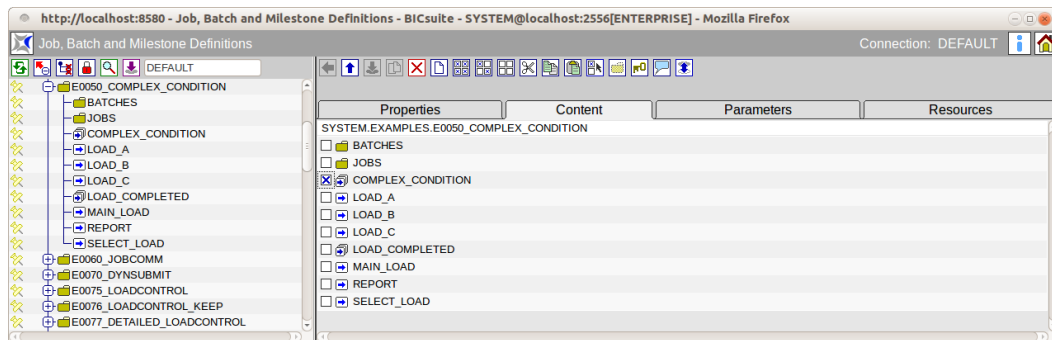 http://localhost:8580 - Job, Batch and Milestone Definitions - BICsuite - SYSTEM@localhost:2556[ENTERPRISE] - Mozilla Firefox
Job, Batch and Milestone Definitions
Connection: DEFAULT
DEFAULT
E0050_COMPLEX_CONDITION
BATCHES
JOBS
COMPLEX_CONDITION
LOAD_A
LOAD_B
LOAD_C
LOAD_COMPLETED
MAIN_LOAD
REPORT
SELECT_LOAD
E0060_JOBCOMM
E0070_DYNSUBMIT
E0075_LOADCONTROL
E0076_LOADCONTROL_KEEP
E0077_DETAILED_LOADCONTROL
Properties Content Parameters Resources
SYSTEM.EXAMPLES.E0050_COMPLEX_CONDITION
BATCHES
JOBS
COMPLEX_CONDITION
LOAD_A
LOAD_B
LOAD_C
LOAD_COMPLETED
MAIN_LOAD
REPORT
SELECT_LOAD